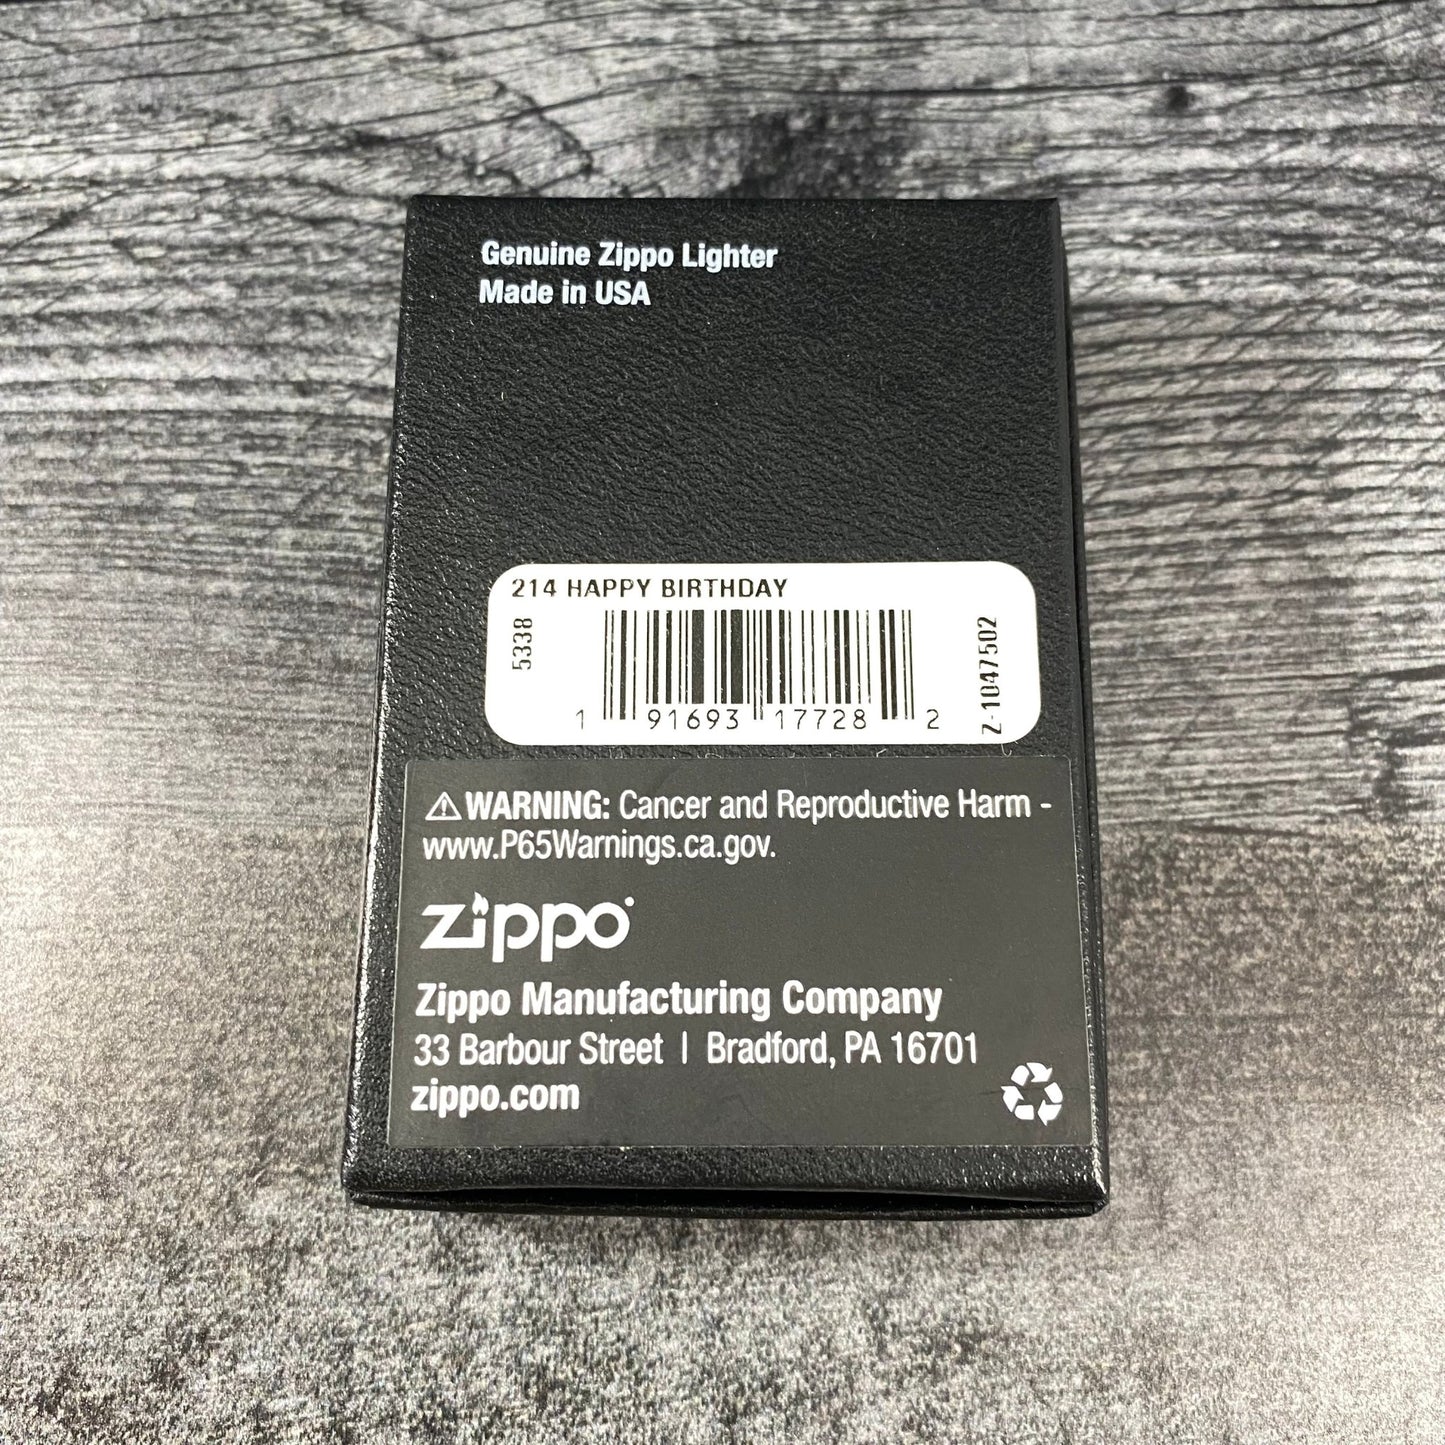 Genuine Zippo Lighter
Made in USA
214 HAPPY BIRTHDAY
5338
1 91693 17728 2
Z-1047502
⚠WARNING: Cancer and Reproductive Harm -
www.P65Warnings.ca.gov.
zippo
Zippo Manufacturing Company
33 Barbour Street | Bradford, PA 16701
zippo.com